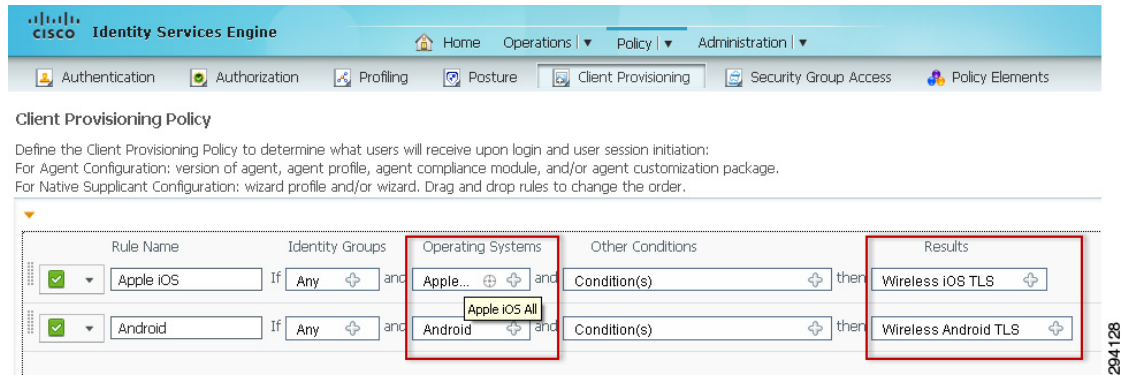 CISCO Identity Services Engine
Home Operations | ▼ Policy | ▼ Administration | ▼
Authentication Authorization Profiling Posture Client Provisioning Security Group Access Policy Elements
Client Provisioning Policy
Define the Client Provisioning Policy to determine what users will receive upon login and user session initiation:
For Agent Configuration: version of agent, agent profile, agent compliance module, and/or agent customization package.
For Native Supplicant Configuration: wizard profile and/or wizard. Drag and drop rules to change the order.
Rule Name Identity Groups Operating Systems Other Conditions Results
Apple iOS If Any and Apple... and Condition(s) then Wireless iOS TLS
Apple iOS All
Android If Any and Android and Condition(s) then Wireless Android TLS
294128